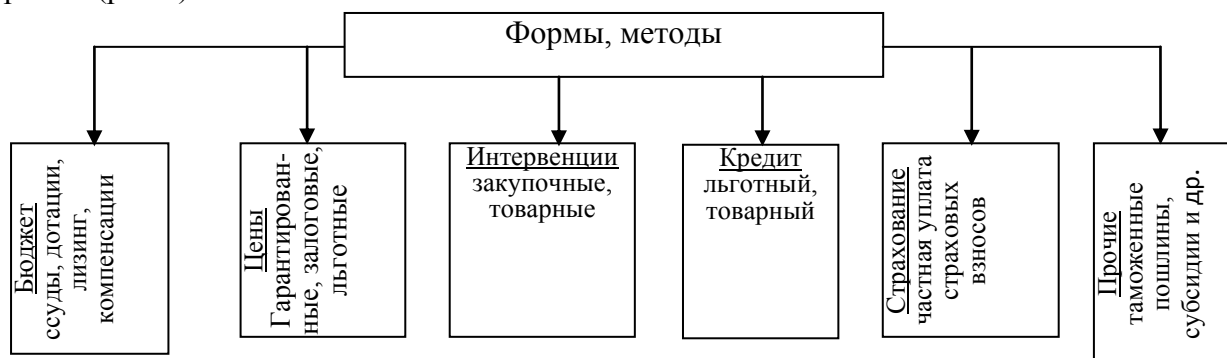 Формы, методы
Бюджет
ссуды, дотации,
лизинг,
компенсации
Цены
Гарантирован-
ные, залоговые,
льготные
Интервенции
закупочные,
товарные
Кредит
льготный,
товарный
Страхование
частная уплата
страховых
взносов
Прочие
таможенные
пошлины,
субсидии и др.